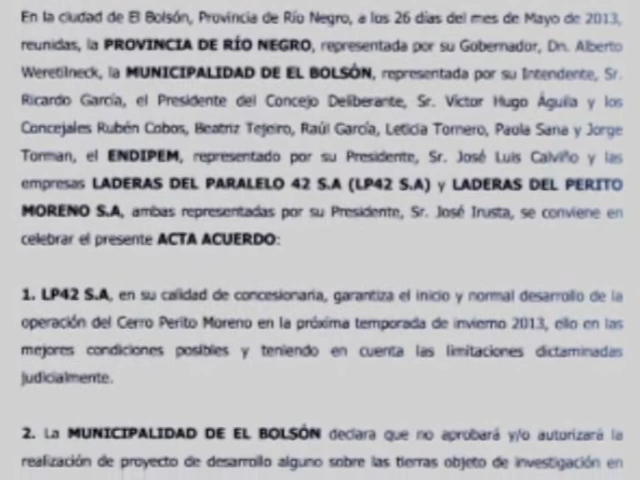 En la ciudad de El Bolsón, Provincia de Río Negro, a los 26 días del mes de Mayo de 2013,
reunidas, la PROVINCIA DE RÍO NEGRO, representada por su Gobernador, Dn. Alberto
Weretilneck, la MUNICIPALIDAD DE EL BOLSÓN, representada por su Intendente, Sr.
Ricardo García, el Presidente del Concejo Deliberante, Sr. Victor Hugo Águila y los
Concejales Rubén Cobos, Beatriz Tejeiro, Raúl García, Leticia Tornero, Paula Sana y Jorge
Torman, el ENDIPEM, representado por su Presidente, Sr. José Luis Calviño y las
empresas LADERAS DEL PARALELO 42 S.A (LP42 S.A) y LADERAS DEL PERITO
MORENO S.A, ambas representadas por su Presidente, Sr. José Irusta, se conviene en
celebrar el presente ACTA ACUERDO:
1. LP42 S.A, en su calidad de concesionaria, garantiza el inicio y normal desarrollo de la
operación del Cerro Perito Moreno en la próxima temporada de invierno 2013, ello en las
mejores condiciones posibles y teniendo en cuenta las limitaciones dictaminadas
judicialmente.
2. La MUNICIPALIDAD DE EL BOLSÓN declara que no aprobará y/o autorizará la
realización de proyecto de desarrollo alguno sobre las tierras objeto de investigación en